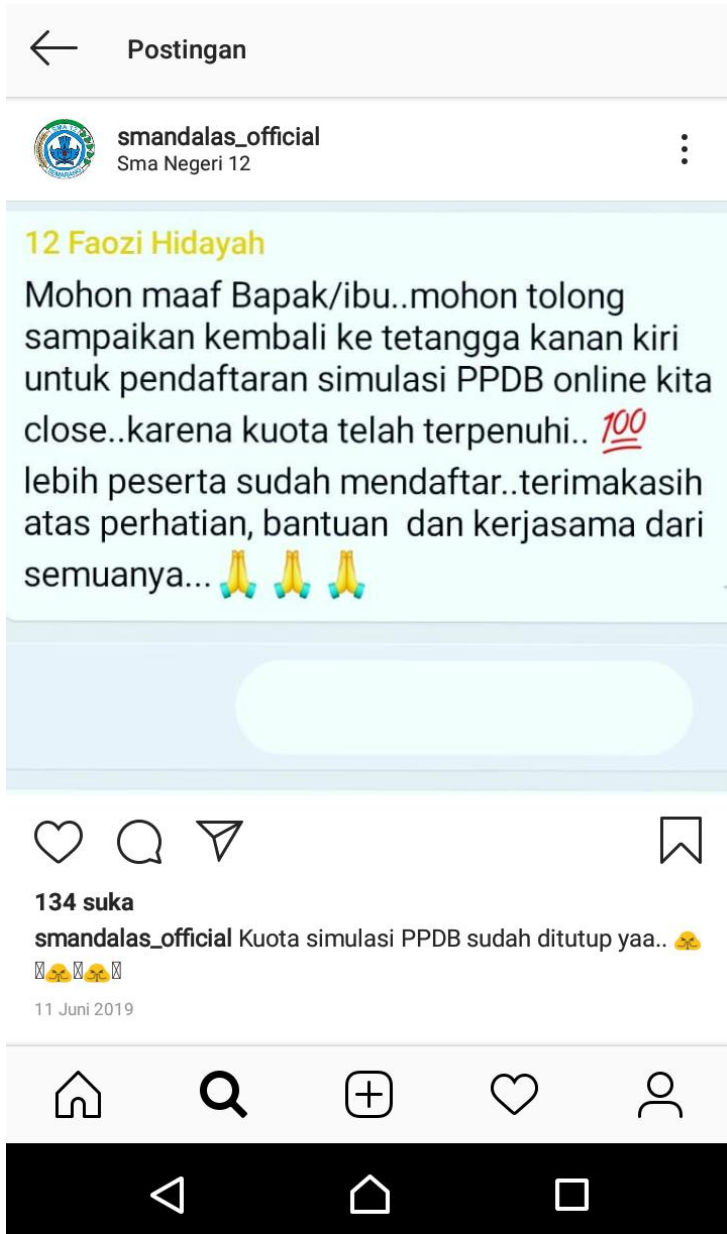 Postingan
smandalas_official
Sma Negeri 12
12 Faozi Hidayah
Mohon maaf Bapak/ibu..mohon tolong
sampaikan kembali ke tetangga kanan kiri
untuk pendaftaran simulasi PPDB online kita
close..karena kuota telah terpenuhi.. 💯
lebih peserta sudah mendaftar..terimakasih
atas perhatian, bantuan  dan kerjasama dari
semuanya... 🙏 🙏 🙏
134 suka
smandalas_official Kuota simulasi PPDB sudah ditutup yaa.. 🙇
🙇🙇
11 Juni 2019